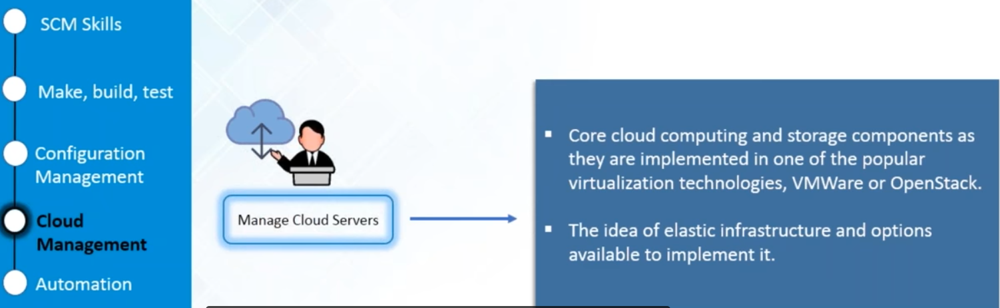 SCM Skills
Make, build, test
Configuration
Management
Cloud
Management
Automation
Manage Cloud Servers
▪ Core cloud computing and storage components as
they are implemented in one of the popular
virtualization technologies, VMWare or OpenStack.
▪ The idea of elastic infrastructure and options
available to implement it.